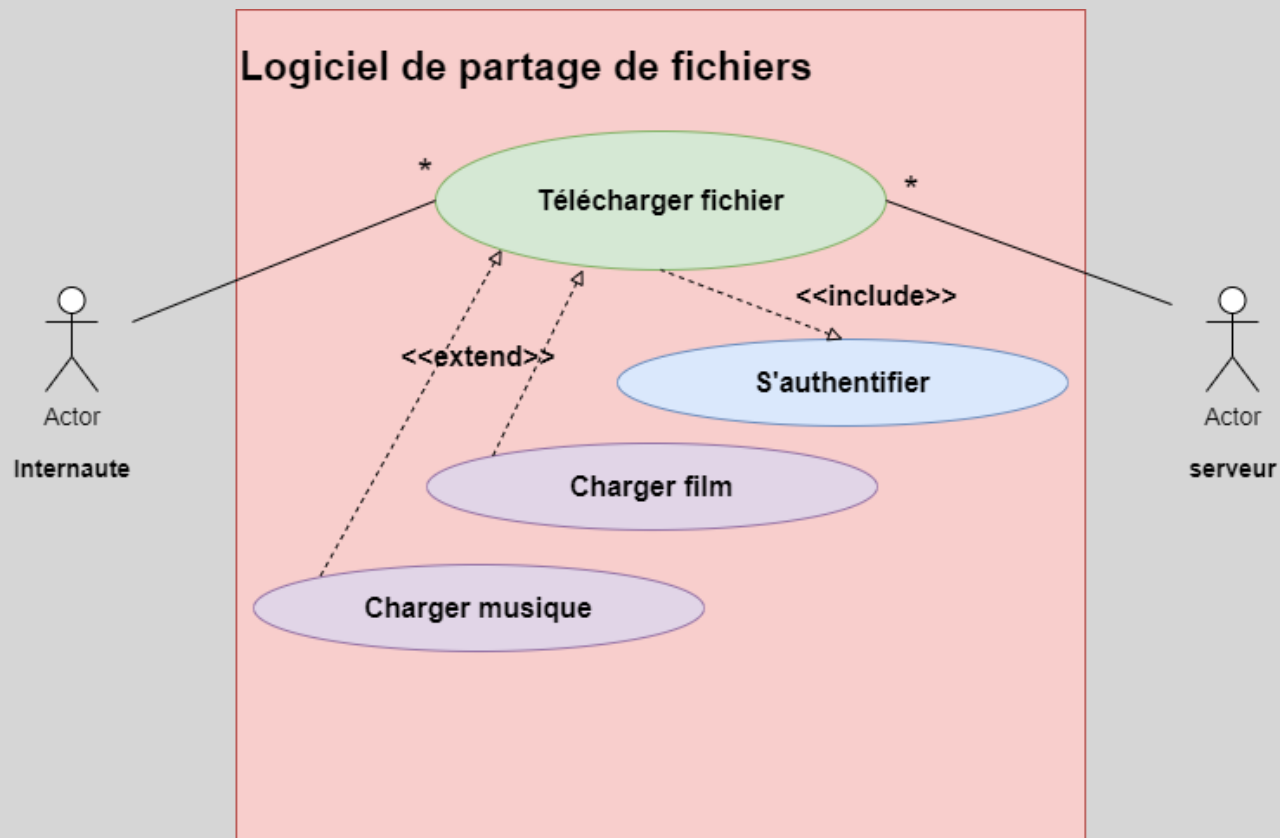 Logiciel de partage de fichiers
*
Télécharger fichier
*
<<include>>
<<extend>>
S'authentifier
Actor
Internaute
Actor
serveur
Charger film
Charger musique